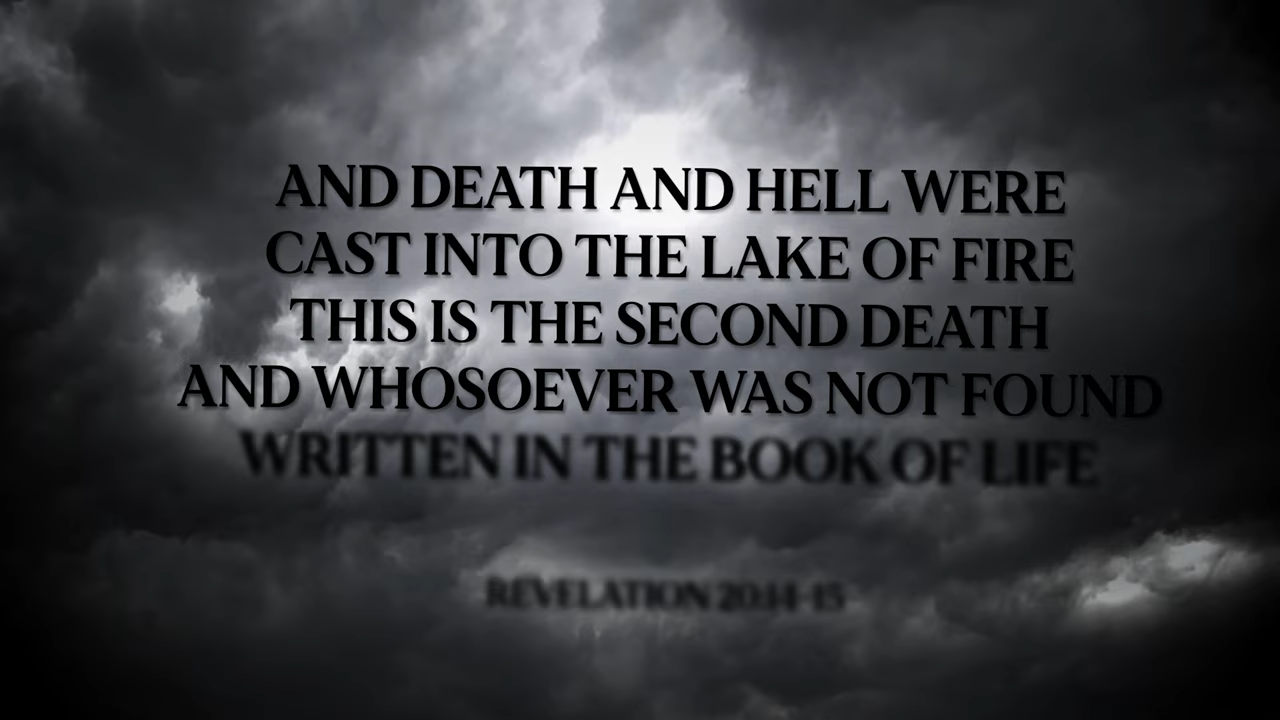 AND DEATH AND HELL WERE
CAST INTO THE LAKE OF FIRE
THIS IS THE SECOND DEATH
AND WHOSOEVER WAS NOT FOUND
WRITTEN IN THE BOOK OF LIFE
REVELATION 20:14-15